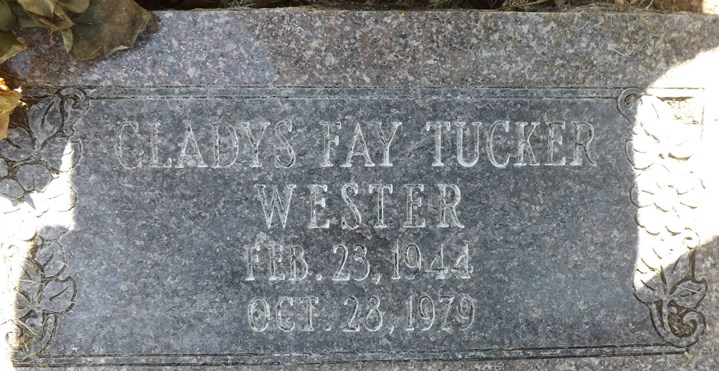 GLADYS FAY TUCKER
WESTER
FEB. 23, 1944
OCT. 28, 1979